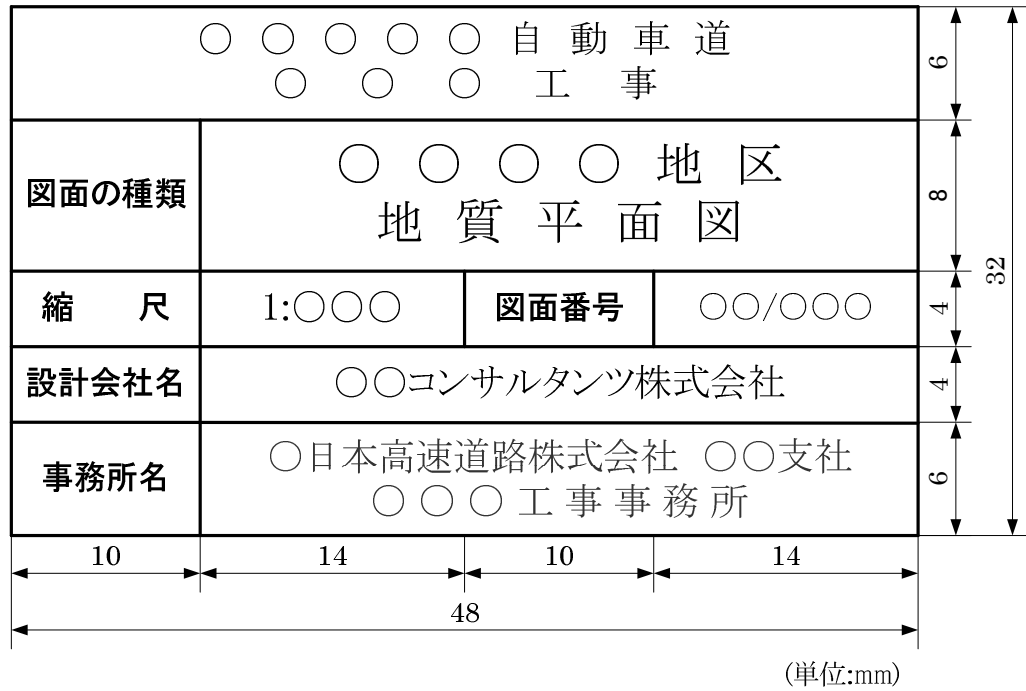 ○○○○○自動車道
○○○工事
図面の種類
○○○○地区
地質平面図
縮　尺
1:○○○
図面番号
○○/○○○
設計会社名
○○コンサルタンツ株式会社
事務所名
○日本高速道路株式会社 ○○支社
○○○工事事務所
6
8
4
4
6
32
10
14
10
14
48
(単位:mm)